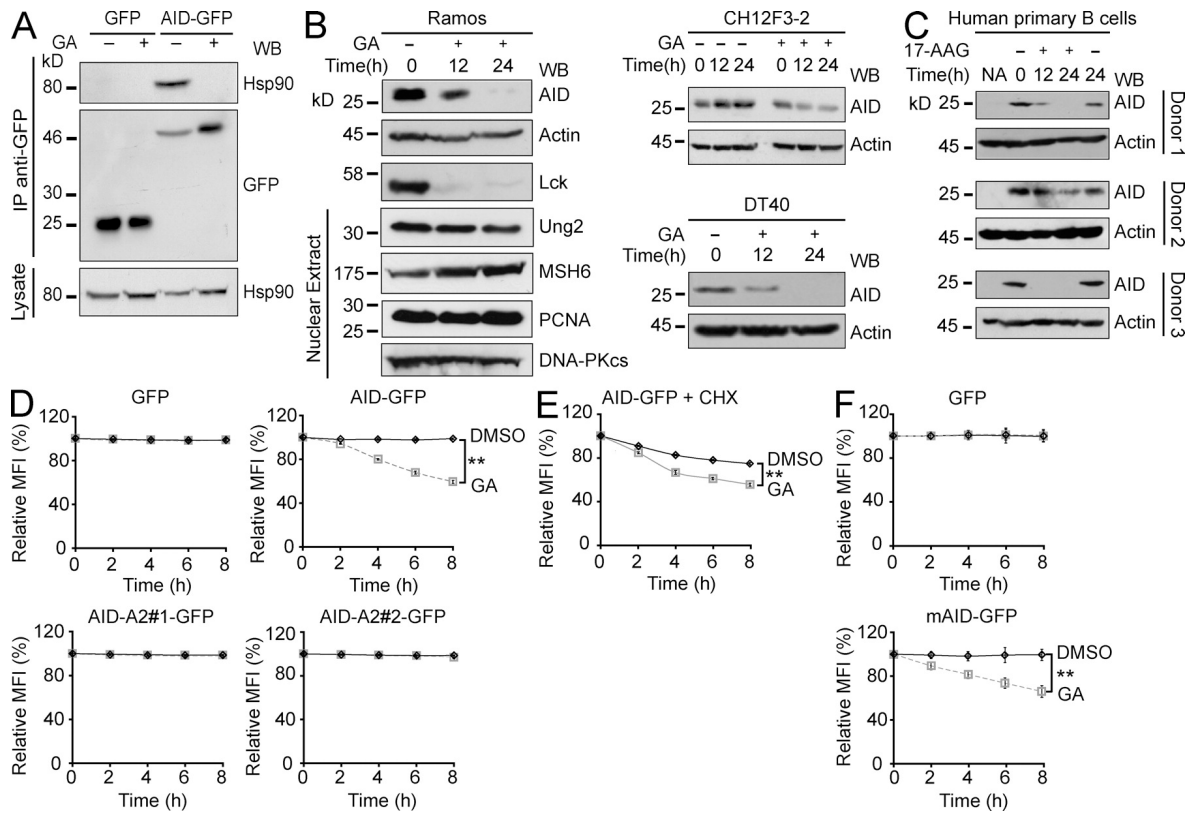 A
GFP AID-GFP
GA – + – + WB
kD
IP anti-GFP
80 Hsp90
46
30
25
GFP
Lysate
80 Hsp90
B
Ramos
GA – + +
Time(h) 0 12 24 WB
kD
25 AID
45 Actin
58
Lck
Nuclear Extract
30 Ung2
175 MSH6
30
25
PCNA
DNA-PKcs
CH12F3-2
GA – – – + + +
Time(h) 0 12 24 0 12 24 WB
25 AID
45 Actin
DT40
GA – + +
Time(h) 0 12 24 WB
25 AID
45 Actin
C
Human primary B cells
17-AAG – + + –
Time(h) NA 0 12 24 24 WB
kD
25 AID
45 Actin
Donor 1
25 AID
45 Actin
Donor 2
25 AID
45 Actin
Donor 3
D
GFP
Relative MFI (%)
120
80
40
0
0 2 4 6 8
Time (h)
AID-GFP
Relative MFI (%)
120
80
40
0
DMSO
**
GA
0 2 4 6 8
Time (h)
AID-A2#1-GFP
Relative MFI (%)
120
80
40
0
0 2 4 6 8
Time (h)
AID-A2#2-GFP
Relative MFI (%)
120
80
40
0
0 2 4 6 8
Time (h)
E
AID-GFP + CHX
Relative MFI (%)
120
80
40
0
DMSO
**
GA
0 2 4 6 8
Time (h)
F
GFP
Relative MFI (%)
120
80
40
0
0 2 4 6 8
Time (h)
mAID-GFP
Relative MFI (%)
120
80
40
0
DMSO
**
GA
0 2 4 6 8
Time (h)